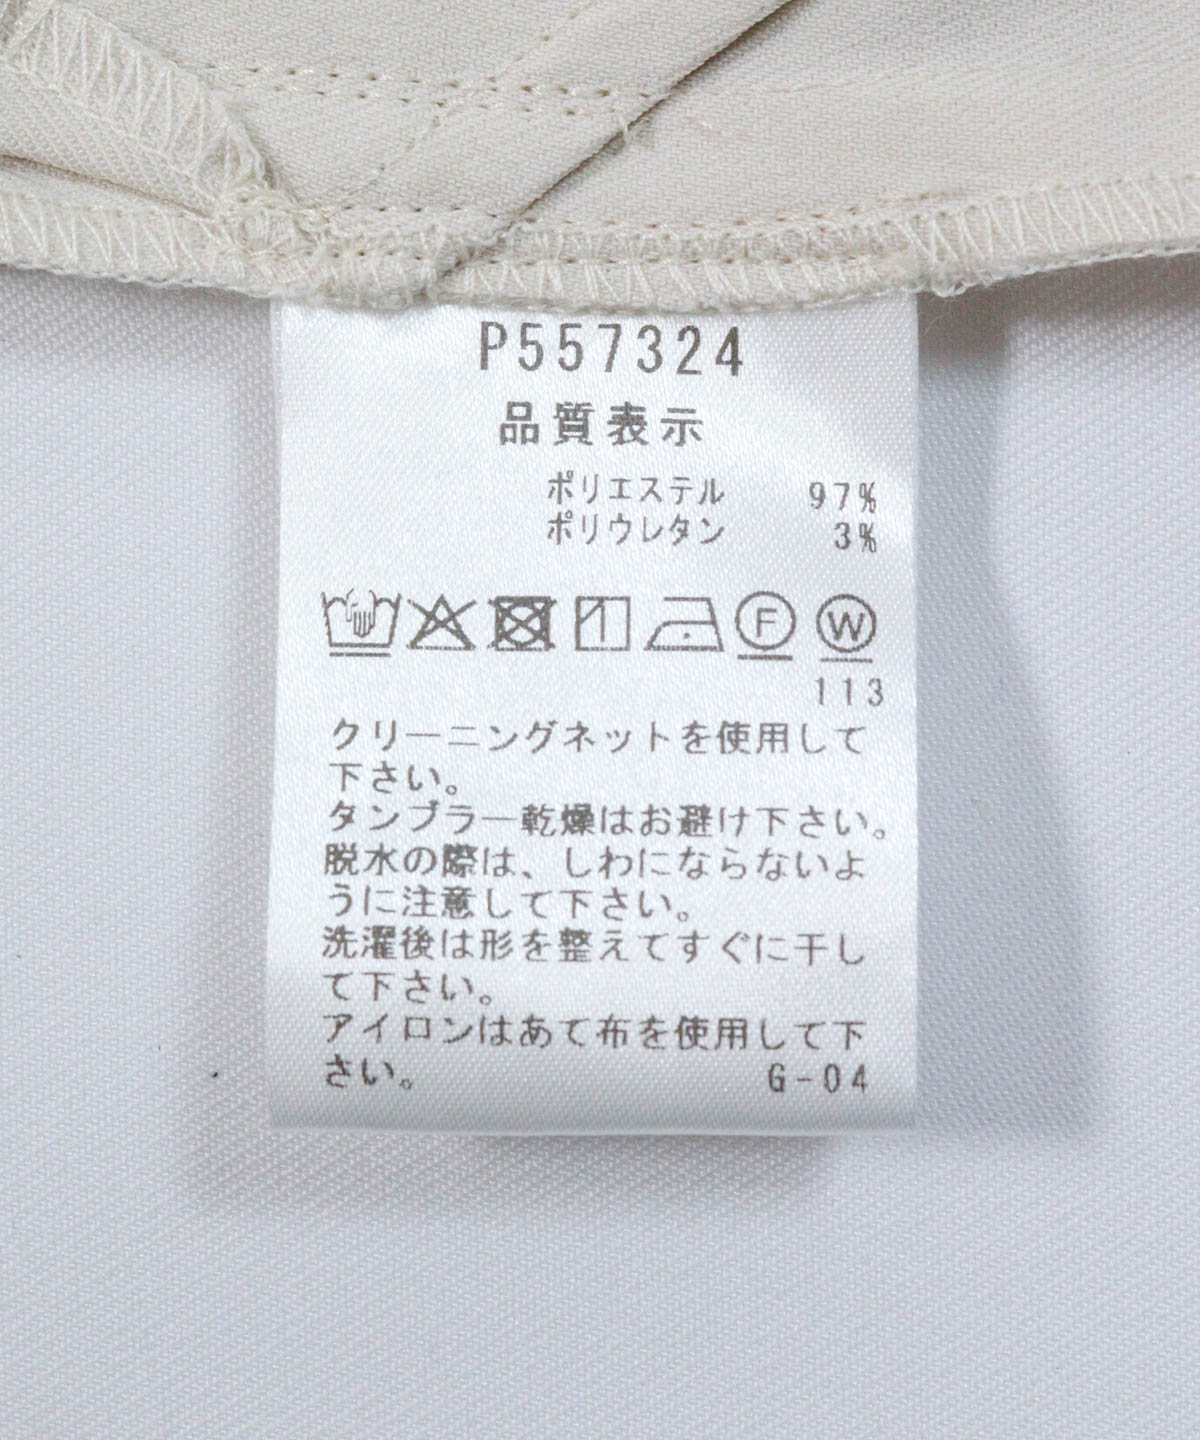 P557324
品質表示
ポリエステル 97%
ポリウレタン 3%
F W
113
クリーニングネットを使用して
下さい。
タンブラー乾燥はお避け下さい。
脱水の際は、しわにならないよ
うに注意して下さい。
洗濯後は形を整えてすぐに干し
て下さい。
アイロンはあて布を使用して下
さい。 G-04